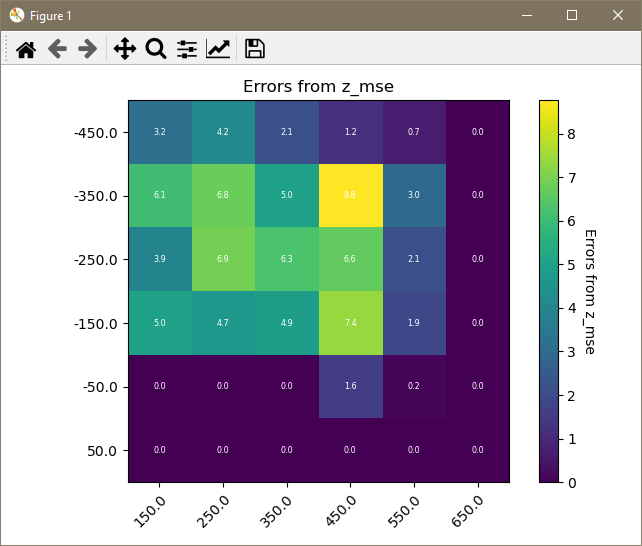 Figure 1
Errors from z_mse
-450.0 3.2 4.2 2.1 1.2 0.7 0.0
-350.0 6.1 6.8 5.0 8.8 3.0 0.0
-250.0 3.9 6.9 6.3 6.6 2.1 0.0
-150.0 5.0 4.7 4.9 7.4 1.9 0.0
-50.0 0.0 0.0 0.0 1.6 0.2 0.0
50.0 0.0 0.0 0.0 0.0 0.0 0.0
150.0 250.0 350.0 450.0 550.0 650.0
8
7
6
5
4
3
2
1
0
Errors from z_mse